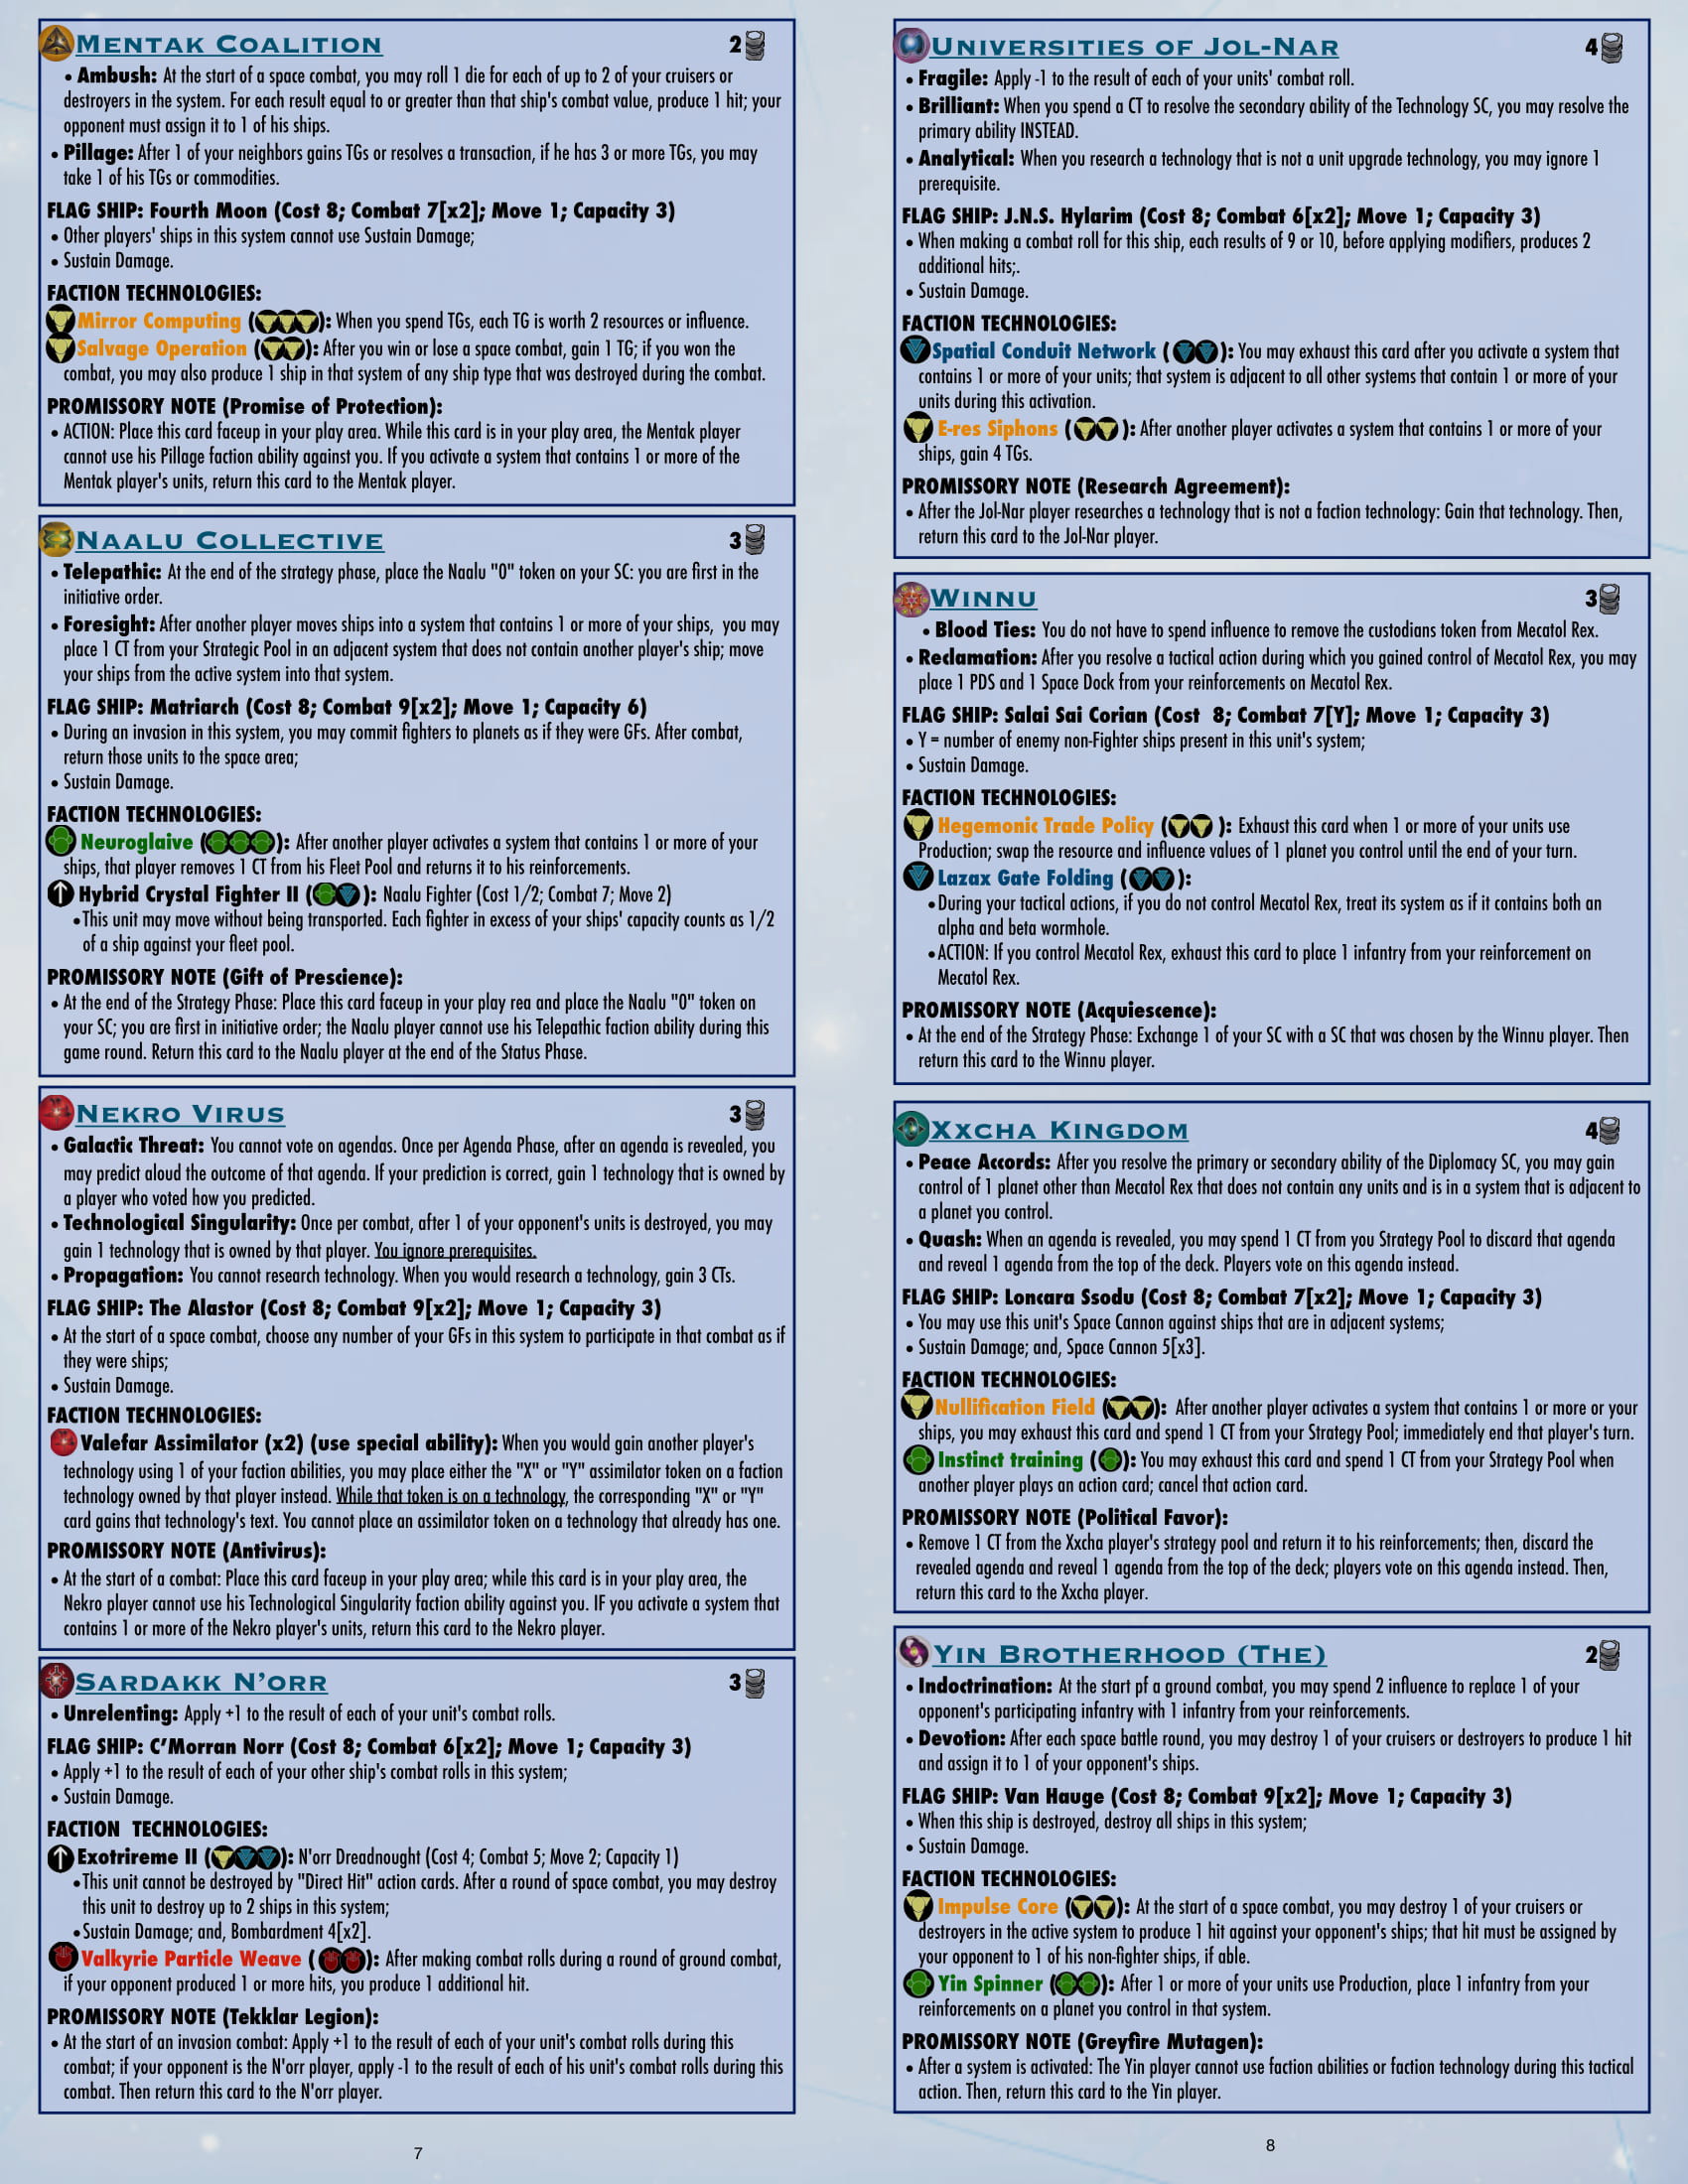 MENTAK COALITION 2
• Ambush: At the start of a space combat, you may roll 1 die for each of up to 2 of your cruisers or
destroyers in the system. For each result equal to or greater than that ship's combat value, produce 1 hit; your
opponent must assign it to 1 of his ships.
• Pillage: After 1 of your neighbors gains TGs or resolves a transaction, if he has 3 or more TGs, you may
take 1 of his TGs or commodities.
FLAG SHIP: Fourth Moon (Cost 8; Combat 7[x2]; Move 1; Capacity 3)
• Other players' ships in this system cannot use Sustain Damage;
• Sustain Damage.
FACTION TECHNOLOGIES:
Mirror Computing ( ): When you spend TGs, each TG is worth 2 resources or influence.
Salvage Operation ( ): After you win or lose a space combat, gain 1 TG; if you won the
combat, you may also produce 1 ship in that system of any ship type that was destroyed during the combat.
PROMISSORY NOTE (Promise of Protection):
• ACTION: Place this card faceup in your play area. While this card is in your play area, the Mentak player
cannot use his Pillage faction ability against you. If you activate a system that contains 1 or more of the
Mentak player's units, return this card to the Mentak player.
NAALU COLLECTIVE 3
• Telepathic: At the end of the strategy phase, place the Naalu "0" token on your SC: you are first in the
initiative order.
• Foresight: After another player moves ships into a system that contains 1 or more of your ships, you may
place 1 CT from your Strategic Pool in an adjacent system that does not contain another player's ship; move
your ships from the active system into that system.
FLAG SHIP: Matriarch (Cost 8; Combat 9[x2]; Move 1; Capacity 6)
• During an invasion in this system, you may commit fighters to planets as if they were GFs. After combat,
return those units to the space area;
• Sustain Damage.
FACTION TECHNOLOGIES:
Neuroglaive ( ): After another player activates a system that contains 1 or more of your
ships, that player removes 1 CT from his Fleet Pool and returns it to his reinforcements.
Hybrid Crystal Fighter II ( ): Naalu Fighter (Cost 1/2; Combat 7; Move 2)
• This unit may move without being transported. Each fighter in excess of your ships' capacity counts as 1/2
of a ship against your fleet pool.
PROMISSORY NOTE (Gift of Prescience):
• At the end of the Strategy Phase: Place this card faceup in your play rea and place the Naalu "0" token on
your SC; you are first in initiative order; the Naalu player cannot use his Telepathic faction ability during this
game round. Return this card to the Naalu player at the end of the Status Phase.
NEKRO VIRUS 3
• Galactic Threat: You cannot vote on agendas. Once per Agenda Phase, after an agenda is revealed, you
may predict aloud the outcome of that agenda. If your prediction is correct, gain 1 technology that is owned by
a player who voted how you predicted.
• Technological Singularity: Once per combat, after 1 of your opponent's units is destroyed, you may
gain 1 technology that is owned by that player. You ignore prerequisites.
• Propagation: You cannot research technology. When you would research a technology, gain 3 CTs.
FLAG SHIP: The Alastor (Cost 8; Combat 9[x2]; Move 1; Capacity 3)
• At the start of a space combat, choose any number of your GFs in this system to participate in that combat as if
they were ships;
• Sustain Damage.
FACTION TECHNOLOGIES:
Valefar Assimilator (x2) (use special ability): When you would gain another player's
technology using 1 of your faction abilities, you may place either the "X" or "Y" assimilator token on a faction
technology owned by that player instead. While that token is on a technology, the corresponding "X" or "Y"
card gains that technology's text. You cannot place an assimilator token on a technology that already has one.
PROMISSORY NOTE (Antivirus):
• At the start of a combat: Place this card faceup in your play area; while this card is in your play area, the
Nekro player cannot use his Technological Singularity faction ability against you. IF you activate a system that
contains 1 or more of the Nekro player's units, return this card to the Nekro player.
SARDAKK N'ORR 3
• Unrelenting: Apply +1 to the result of each of your unit's combat rolls.
FLAG SHIP: C'Morran Norr (Cost 8; Combat 6[x2]; Move 1; Capacity 3)
• Apply +1 to the result of each of your other ship's combat rolls in this system;
• Sustain Damage.
FACTION TECHNOLOGIES:
Exotrireme II ( ): N'orr Dreadnought (Cost 4; Combat 5; Move 2; Capacity 1)
• This unit cannot be destroyed by "Direct Hit" action cards. After a round of space combat, you may destroy
this unit to destroy up to 2 ships in this system;
• Sustain Damage; and, Bombardment 4[x2].
Valkyrie Particle Weave ( ): After making combat rolls during a round of ground combat,
if your opponent produced 1 or more hits, you produce 1 additional hit.
PROMISSORY NOTE (Tekklar Legion):
• At the start of an invasion combat: Apply +1 to the result of each of your unit's combat rolls during this
combat; if your opponent is the N'orr player, apply -1 to the result of each of his unit's combat rolls during this
combat. Then return this card to the N'orr player.
7
UNIVERSITIES OF JOL-NAR 4
• Fragile: Apply -1 to the result of each of your units' combat roll.
• Brilliant: When you spend a CT to resolve the secondary ability of the Technology SC, you may resolve the
primary ability INSTEAD.
• Analytical: When you research a technology that is not a unit upgrade technology, you may ignore 1
prerequisite.
FLAG SHIP: J.N.S. Hylarim (Cost 8; Combat 6[x2]; Move 1; Capacity 3)
• When making a combat roll for this ship, each results of 9 or 10, before applying modifiers, produces 2
additional hits;.
• Sustain Damage.
FACTION TECHNOLOGIES:
Spatial Conduit Network ( ): You may exhaust this card after you activate a system that
contains 1 or more of your units; that system is adjacent to all other systems that contain 1 or more of your
units during this activation.
E-res Siphons ( ): After another player activates a system that contains 1 or more of your
ships, gain 4 TGs.
PROMISSORY NOTE (Research Agreement):
• After the Jol-Nar player researches a technology that is not a faction technology: Gain that technology. Then,
return this card to the Jol-Nar player.
WINNU 3
• Blood Ties: You do not have to spend influence to remove the custodians token from Mecatol Rex.
• Reclamation: After you resolve a tactical action during which you gained control of Mecatol Rex, you may
place 1 PDS and 1 Space Dock from your reinforcements on Mecatol Rex.
FLAG SHIP: Salai Sai Corian (Cost 8; Combat 7[Y]; Move 1; Capacity 3)
• Y = number of enemy non-Fighter ships present in this unit's system;
• Sustain Damage.
FACTION TECHNOLOGIES:
Hegemonic Trade Policy ( ): Exhaust this card when 1 or more of your units use
Production; swap the resource and influence values of 1 planet you control until the end of your turn.
Lazax Gate Folding ( ):
• During your tactical actions, if you do not control Mecatol Rex, treat its system as if it contains both an
alpha and beta wormhole.
• ACTION: If you control Mecatol Rex, exhaust this card to place 1 infantry from your reinforcement on
Mecatol Rex.
PROMISSORY NOTE (Acquiescence):
• At the end of the Strategy Phase: Exchange 1 of your SC with a SC that was chosen by the Winnu player. Then
return this card to the Winnu player.
XXCHA KINGDOM 4
• Peace Accords: After you resolve the primary or secondary ability of the Diplomacy SC, you may gain
control of 1 planet other than Mecatol Rex that does not contain any units and is in a system that is adjacent to
a planet you control.
• Quash: When an agenda is revealed, you may spend 1 CT from you Strategy Pool to discard that agenda
and reveal 1 agenda from the top of the deck. Players vote on this agenda instead.
FLAG SHIP: Loncara Ssodu (Cost 8; Combat 7[x2]; Move 1; Capacity 3)
• You may use this unit's Space Cannon against ships that are in adjacent systems;
• Sustain Damage; and, Space Cannon 5[x3].
FACTION TECHNOLOGIES:
Nullification Field ( ): After another player activates a system that contains 1 or more or your
ships, you may exhaust this card and spend 1 CT from your Strategy Pool; immediately end that player's turn.
Instinct training ( ): You may exhaust this card and spend 1 CT from your Strategy Pool when
another player plays an action card; cancel that action card.
PROMISSORY NOTE (Political Favor):
• Remove 1 CT from the Xxcha player's strategy pool and return it to his reinforcements; then, discard the
revealed agenda and reveal 1 agenda from the top of the deck; players vote on this agenda instead. Then,
return this card to the Xxcha player.
YIN BROTHERHOOD (THE) 2
• Indoctrination: At the start pf a ground combat, you may spend 2 influence to replace 1 of your
opponent's participating infantry with 1 infantry from your reinforcements.
• Devotion: After each space battle round, you may destroy 1 of your cruisers or destroyers to produce 1 hit
and assign it to 1 of your opponent's ships.
FLAG SHIP: Van Hauge (Cost 8; Combat 9[x2]; Move 1; Capacity 3)
• When this ship is destroyed, destroy all ships in this system;
• Sustain Damage.
FACTION TECHNOLOGIES:
Impulse Core ( ): At the start of a space combat, you may destroy 1 of your cruisers or
destroyers in the active system to produce 1 hit against your opponent's ships; that hit must be assigned by
your opponent to 1 of his non-fighter ships, if able.
Yin Spinner ( ): After 1 or more of your units use Production, place 1 infantry from your
reinforcements on a planet you control in that system.
PROMISSORY NOTE (Greyfire Mutagen):
• After a system is activated: The Yin player cannot use faction abilities or faction technology during this tactical
action. Then, return this card to the Yin player.
8